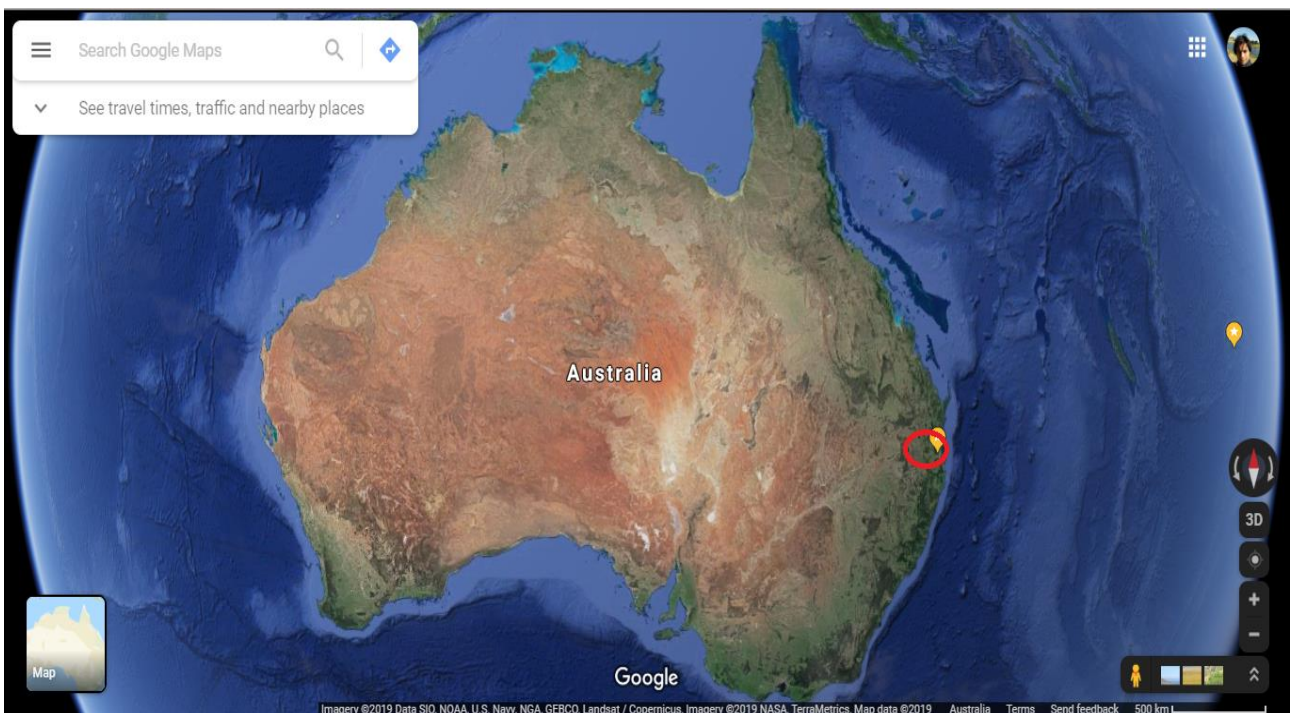 Search Google Maps
See travel times, traffic and nearby places
Australia
3D
Map
Google
Imagery ©2019 Data SIO, NOAA, U.S. Navy, NGA, GEBCO, Landsat / Copernicus, Imagery ©2019 NASA, TerraMetrics, Map data ©2019 Australia Terms Send feedback 500 km